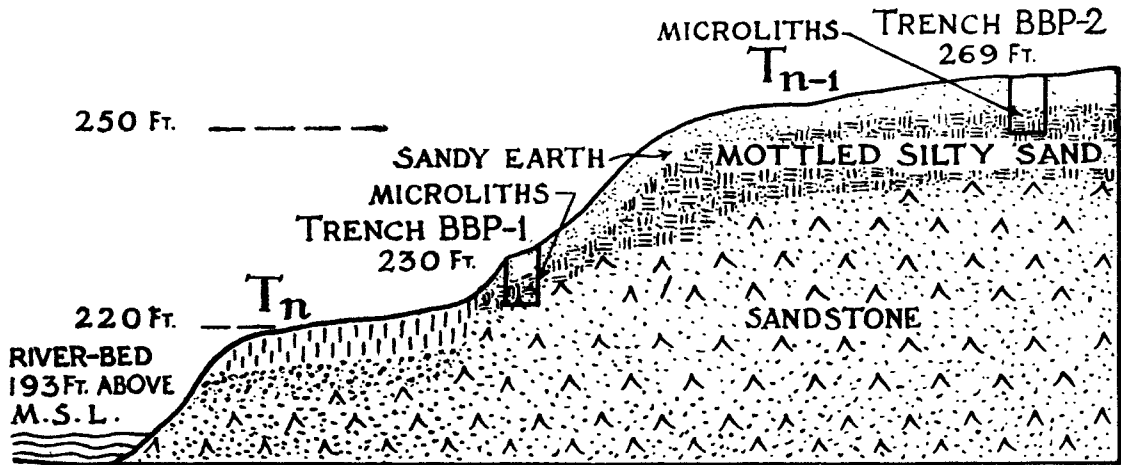 MICROLITHS
TRENCH BBP-2
269 FT.
Tn-1
250 FT.
SANDY EARTH
MOTTLED SILTY SAND
MICROLITHS
TRENCH BBP-1
230 FT.
Tn
220 FT.
SANDSTONE
RIVER-BED
193 FT. ABOVE
M.S.L.